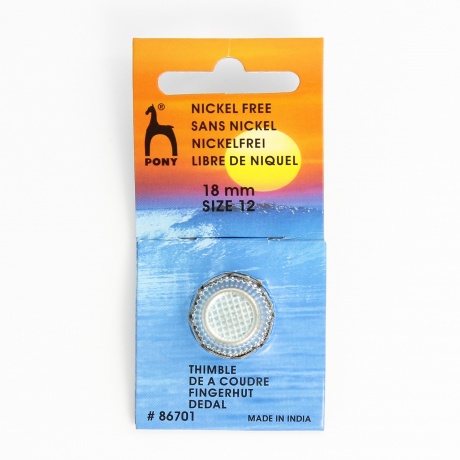 ®
PONY
NICKEL FREE
SANS NICKEL
NICKELFREI
LIBRE DE NIQUEL
18 mm
SIZE 12
THIMBLE
DE A COUDRE
FINGERHUT
DEDAL
# 86701
MADE IN INDIA